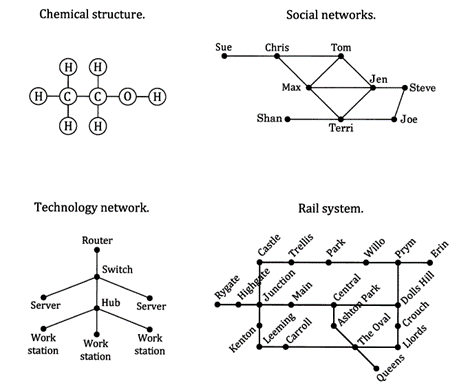 Chemical structure.
H H
H C C O H
H H
Social networks.
Sue Chris Tom
Max Jen Steve
Shan Terri Joe
Technology network.
Router
Switch
Server Hub Server
Work
station
Work
station
Work
station
Rail system.
Castle Trellis Park Willo Prym Erin
Rygate Highgate Junction Main Central Ashton Park Dolls Hill
Kenton Leeming Carroll The Oval Crouch Llords
Queens